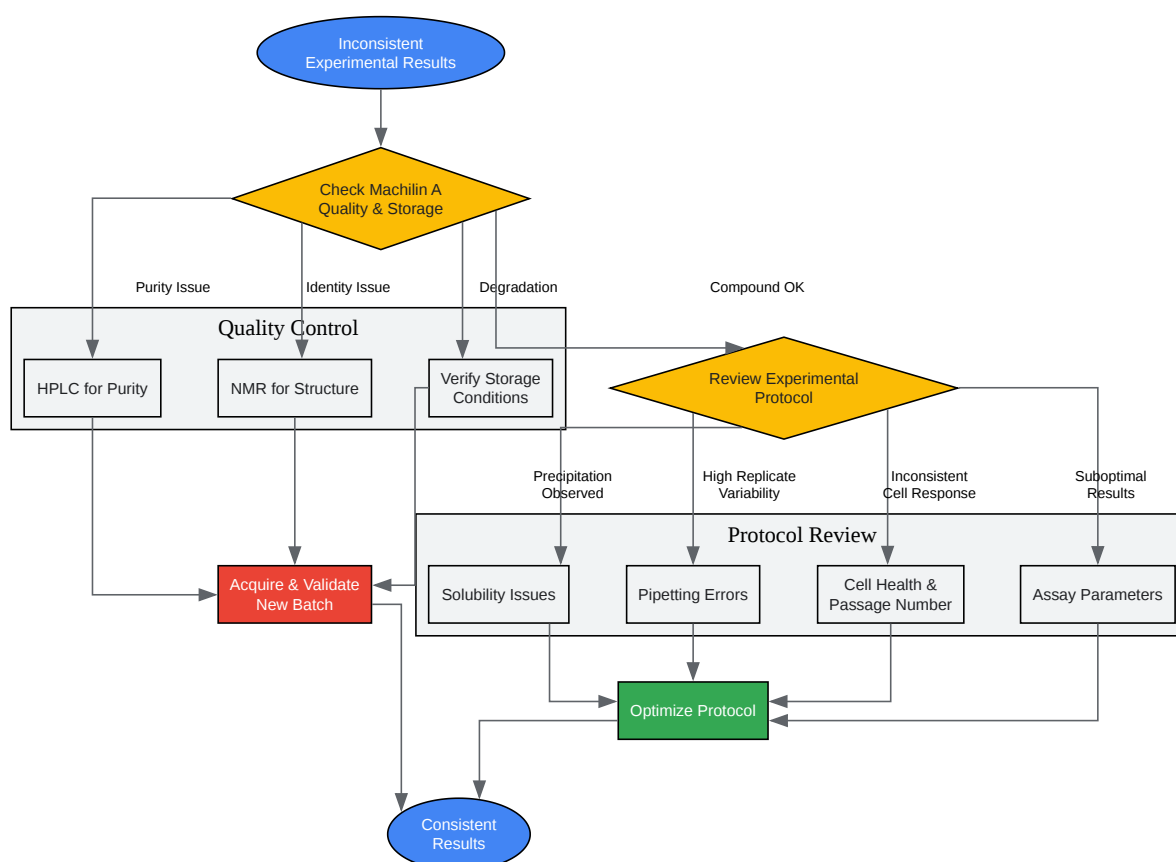 Inconsistent
Experimental Results
Check Machilin A
Quality & Storage
Purity Issue
Identity Issue
Degradation
Compound OK
Quality Control
HPLC for Purity
NMR for Structure
Verify Storage
Conditions
Review Experimental
Protocol
Precipitation
Observed
High Replicate
Variability
Inconsistent
Cell Response
Suboptimal
Results
Protocol Review
Acquire & Validate
New Batch
Solubility Issues
Pipetting Errors
Cell Health &
Passage Number
Assay Parameters
Optimize Protocol
Consistent
Results